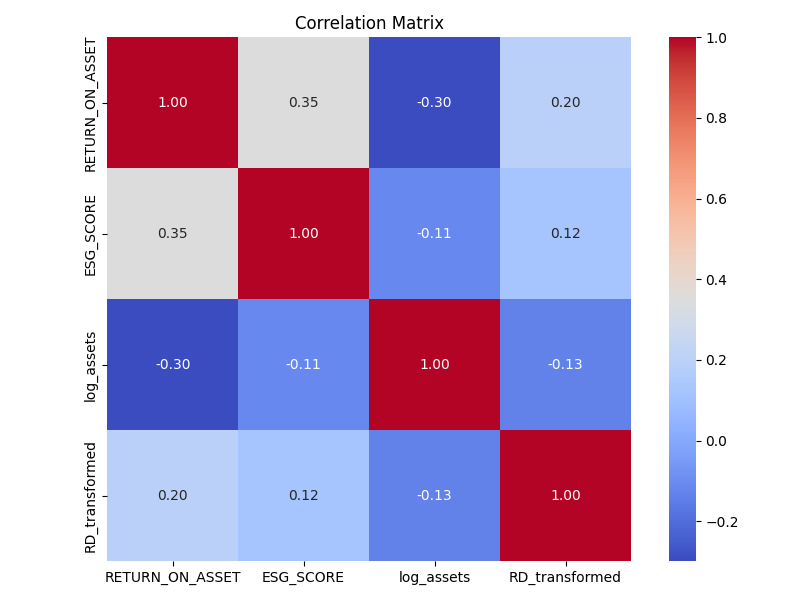 Correlation Matrix
RETURN_ON_ASSET
1.00
0.35
-0.30
0.20
ESG_SCORE
0.35
1.00
-0.11
0.12
log_assets
-0.30
-0.11
1.00
-0.13
RD_transformed
0.20
0.12
-0.13
1.00
RETURN_ON_ASSET
ESG_SCORE
log_assets
RD_transformed
1.0
0.8
0.6
0.4
0.2
0.0
−0.2